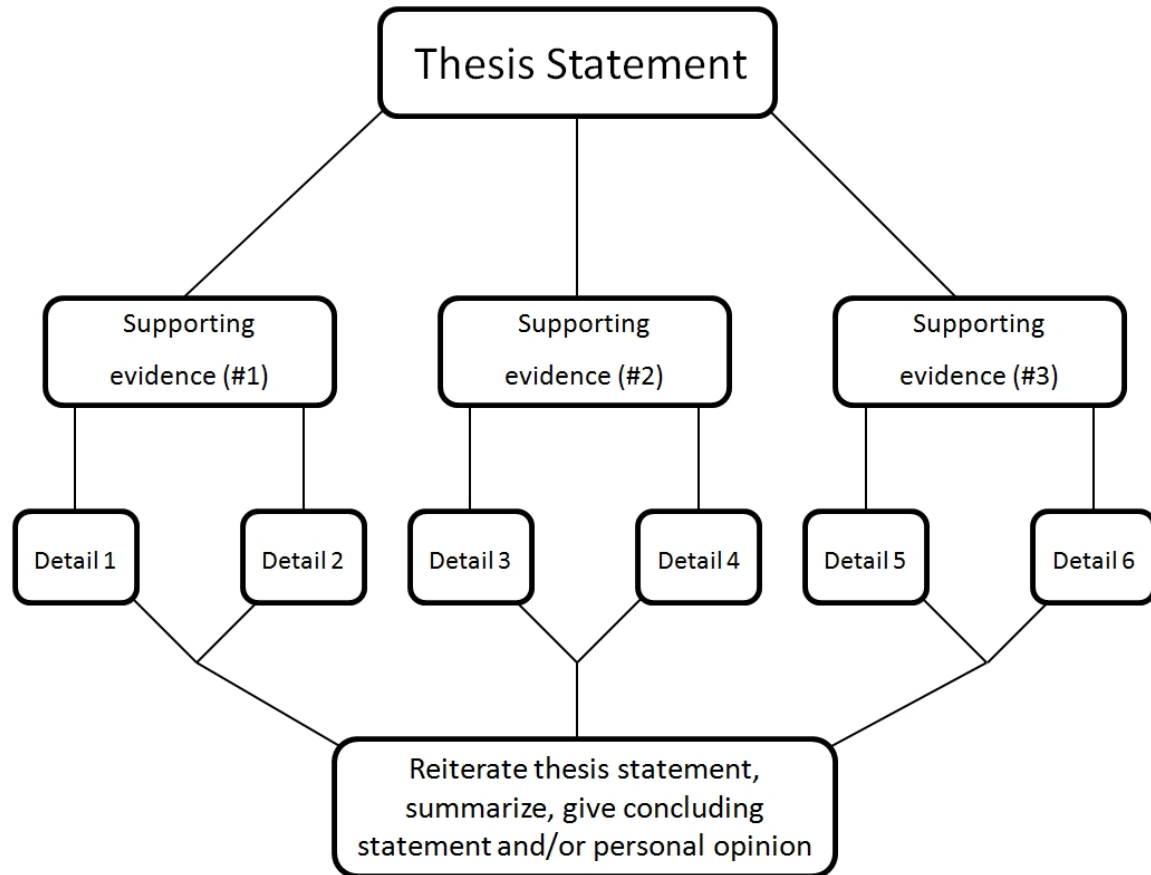 Thesis Statement
Supporting
evidence (#1)
Supporting
evidence (#2)
Supporting
evidence (#3)
Detail 1
Detail 2
Detail 3
Detail 4
Detail 5
Detail 6
Reiterate thesis statement,
summarize, give concluding
statement and/or personal opinion